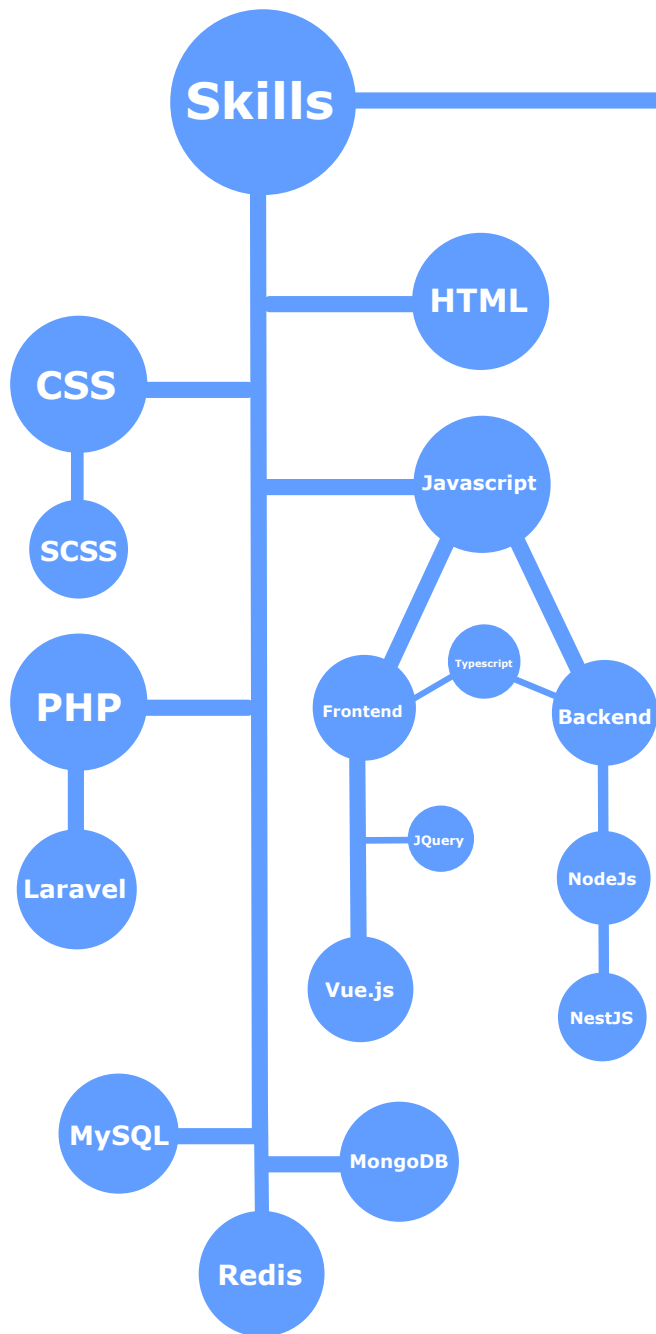 Skills
HTML
CSS
Javascript
SCSS
Typescript
PHP
Frontend
Backend
JQuery
NodeJs
Laravel
Vue.js
NestJS
MySQL
MongoDB
Redis